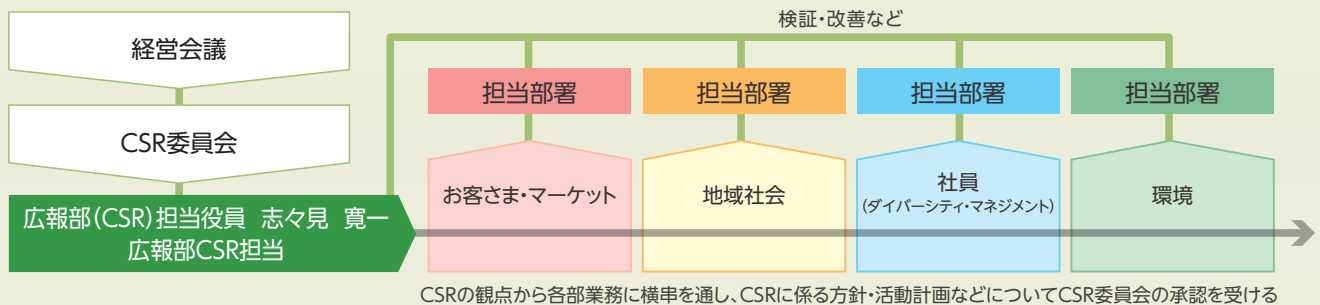 検証・改善など
経営会議
CSR委員会
広報部（CSR）担当役員 志々見 寛一
広報部CSR担当
担当部署
担当部署
担当部署
担当部署
お客さま・マーケット
地域社会
社員
（ダイバーシティ・マネジメント）
環境
CSRの観点から各部業務に横串を通し、CSRに係る方針・活動計画などについてCSR委員会の承認を受ける